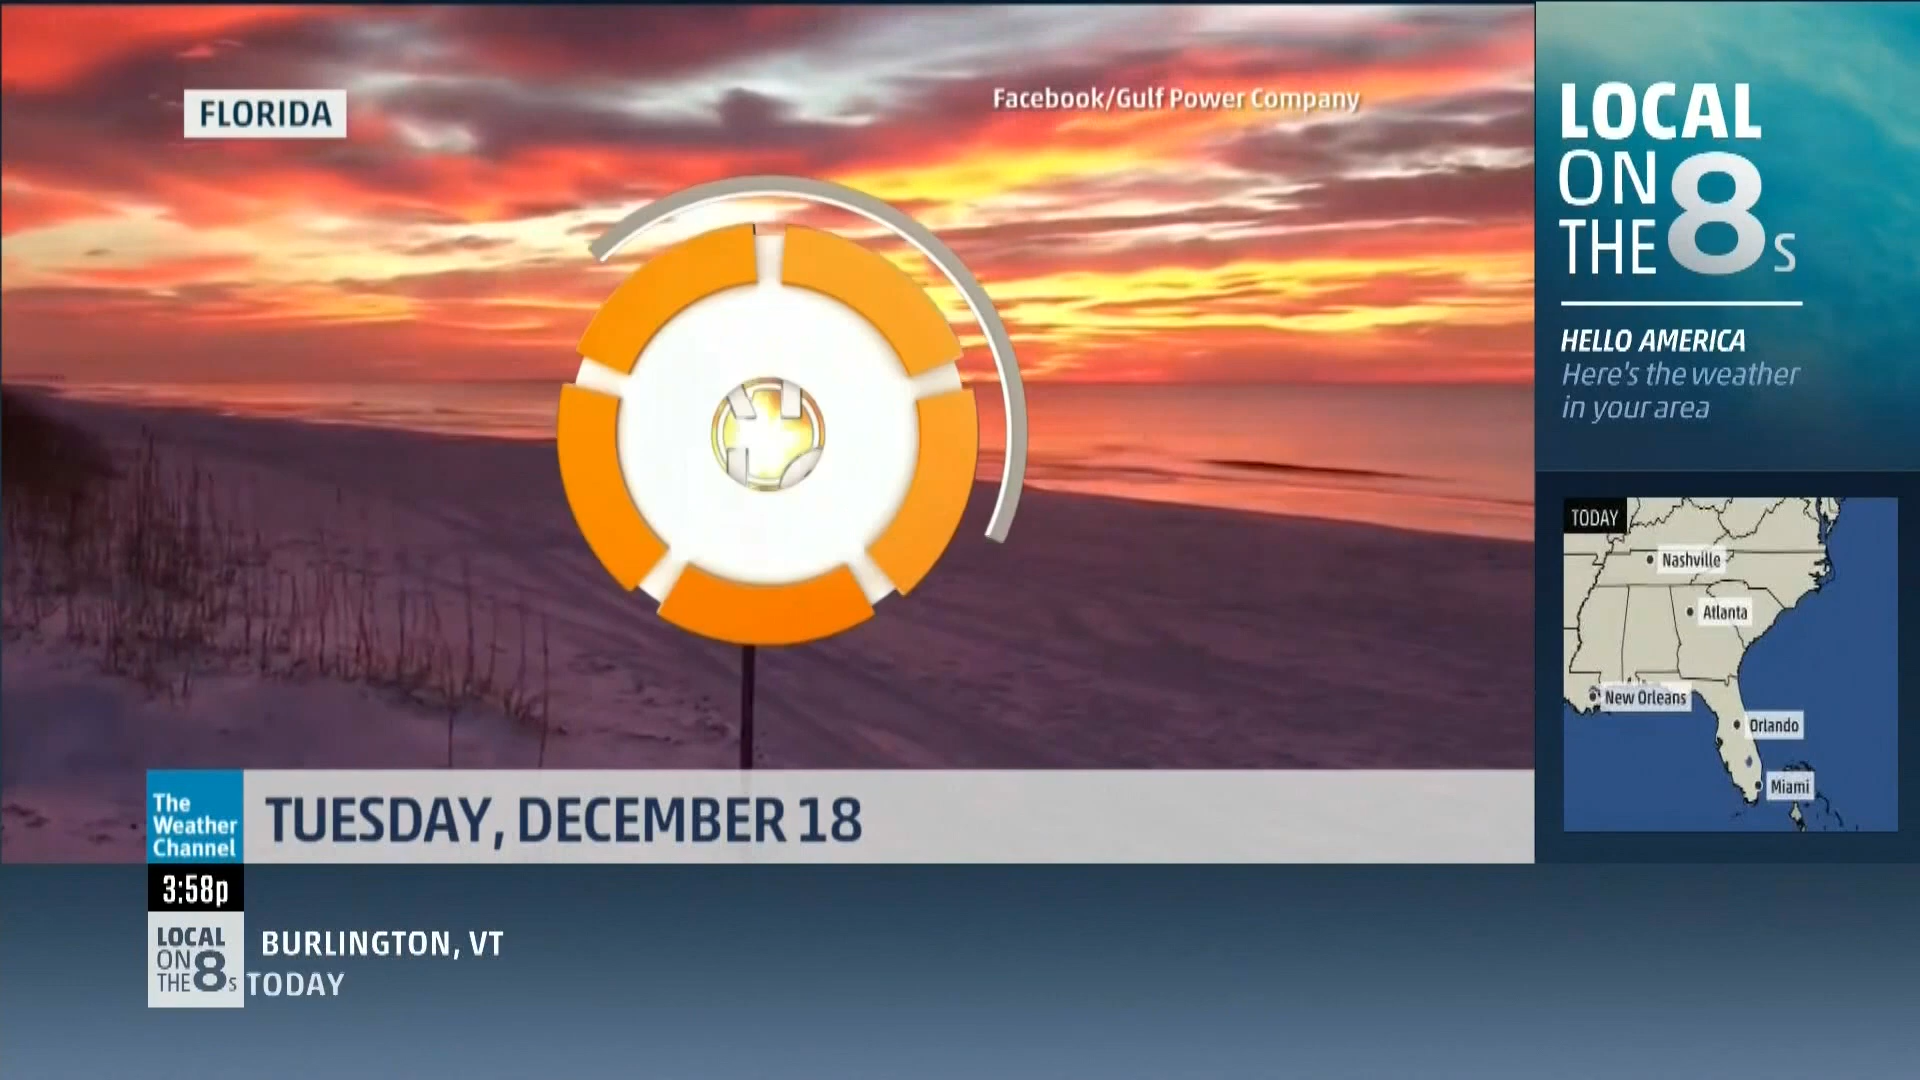 FLORIDA
Facebook/Gulf Power Company
LOCAL
ON
THE 8s
HELLO AMERICA
Here's the weather
in your area
TODAY
Nashville
Atlanta
New Orleans
Orlando
Miami
The
Weather
Channel
TUESDAY, DECEMBER 18
3:58p
LOCAL
ON
THE 8s
BURLINGTON, VT
TODAY